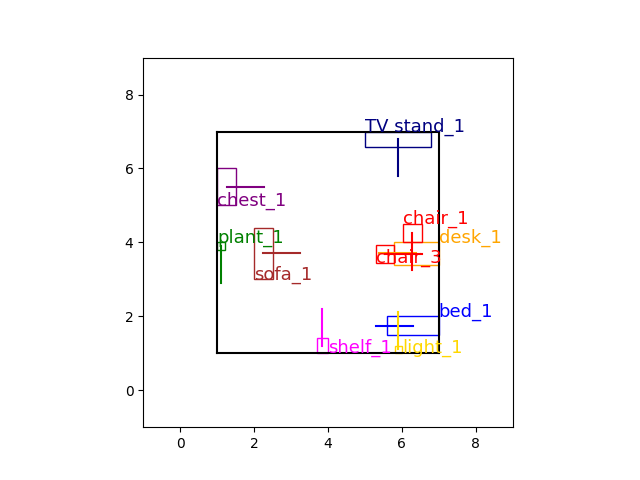 8
6
4
2
0
TV stand_1
chest_1
chair_1
plant_1
desk_1
chair_3
sofa_1
bed_1
shelf_1
light_1
0 2 4 6 8